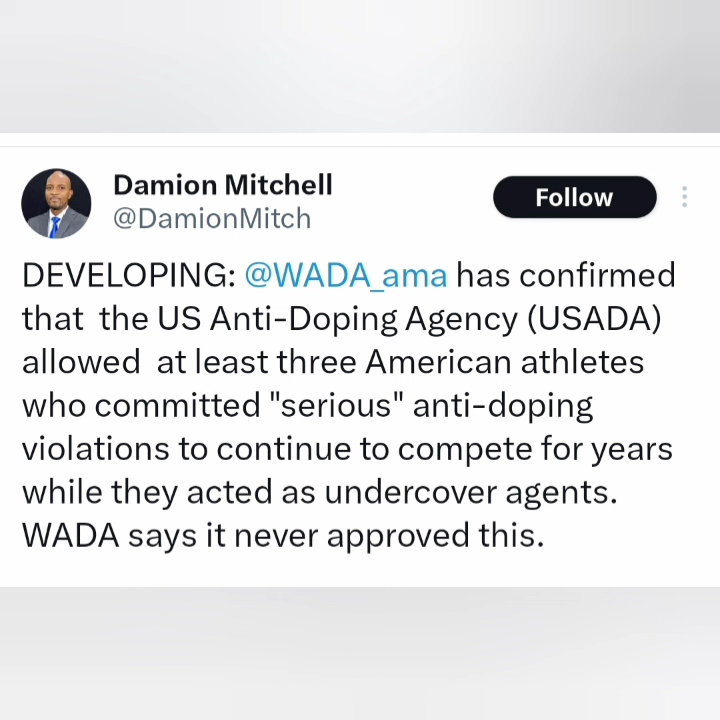 Damion Mitchell
@DamionMitch
Follow
DEVELOPING: @WADA_ama has confirmed
that the US Anti-Doping Agency (USADA)
allowed at least three American athletes
who committed "serious" anti-doping
violations to continue to compete for years
while they acted as undercover agents.
WADA says it never approved this.